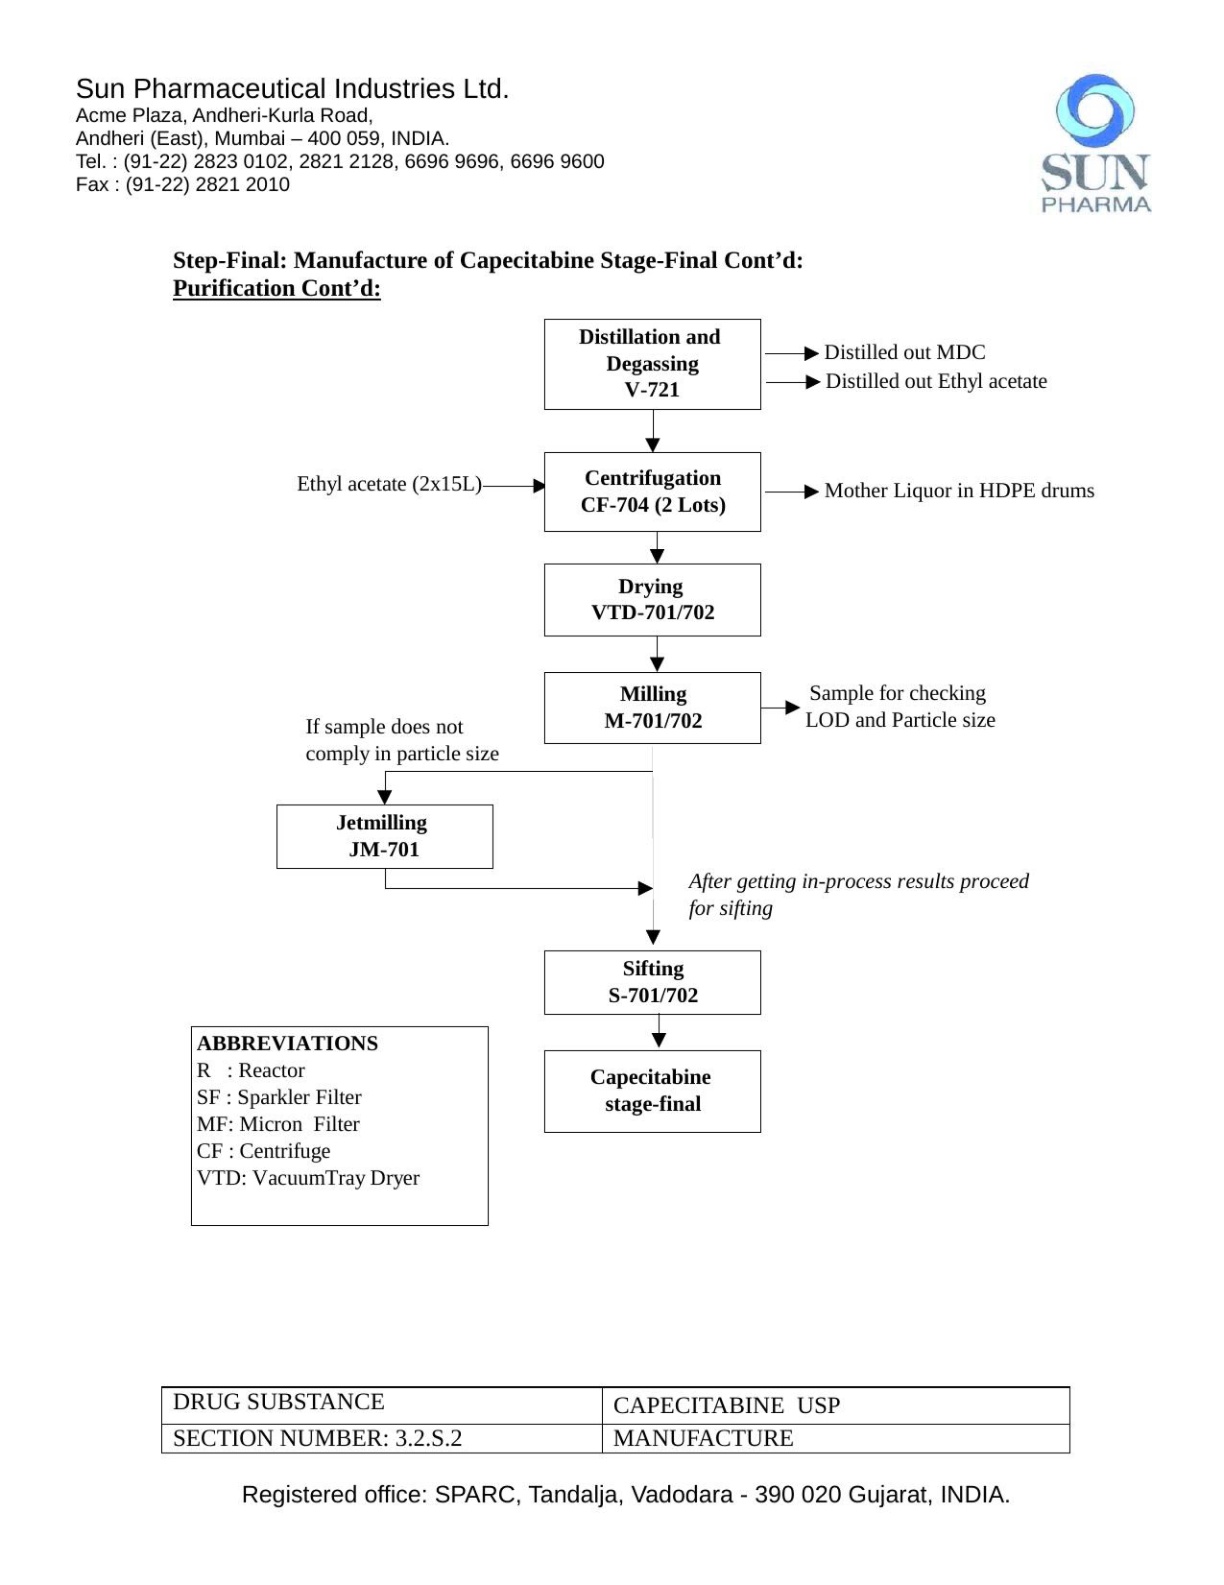 Sun Pharmaceutical Industries Ltd.
Acme Plaza, Andheri-Kurla Road,
Andheri (East), Mumbai – 400 059, INDIA.
Tel. : (91-22) 2823 0102, 2821 2128, 6696 9696, 6696 9600
Fax : (91-22) 2821 2010
SUN
PHARMA
Step-Final: Manufacture of Capecitabine Stage-Final Cont’d:
Purification Cont’d:
Distillation and
Degassing
V-721
Distilled out MDC
Distilled out Ethyl acetate
Ethyl acetate (2x15L)
Centrifugation
CF-704 (2 Lots)
Mother Liquor in HDPE drums
Drying
VTD-701/702
Milling
M-701/702
Sample for checking
LOD and Particle size
If sample does not
comply in particle size
Jetmilling
JM-701
After getting in-process results proceed
for sifting
Sifting
S-701/702
Capecitabine
stage-final
ABBREVIATIONS
R : Reactor
SF : Sparkler Filter
MF: Micron Filter
CF : Centrifuge
VTD: VacuumTray Dryer
DRUG SUBSTANCE
CAPECITABINE USP
SECTION NUMBER: 3.2.S.2
MANUFACTURE
Registered office: SPARC, Tandalja, Vadodara - 390 020 Gujarat, INDIA.